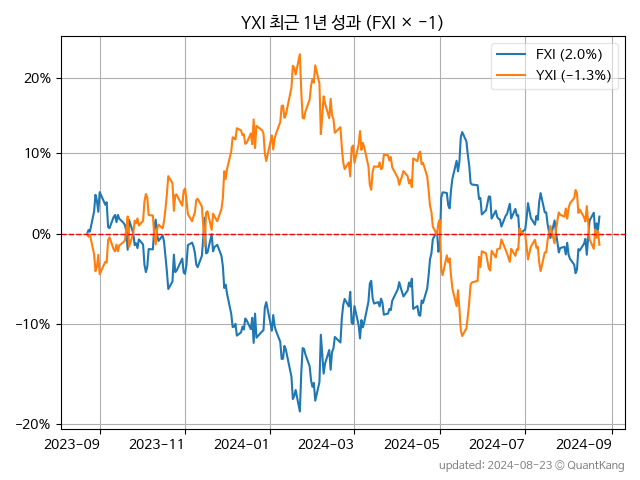 YXI 최근 1년 성과 (FXI × −1)
FXI (2.0%)
YXI (−1.3%)
20%
10%
0%
−10%
−20%
2023-09 2023-11 2024-01 2024-03 2024-05 2024-07 2024-09
updated: 2024-08-23 © QuantKang